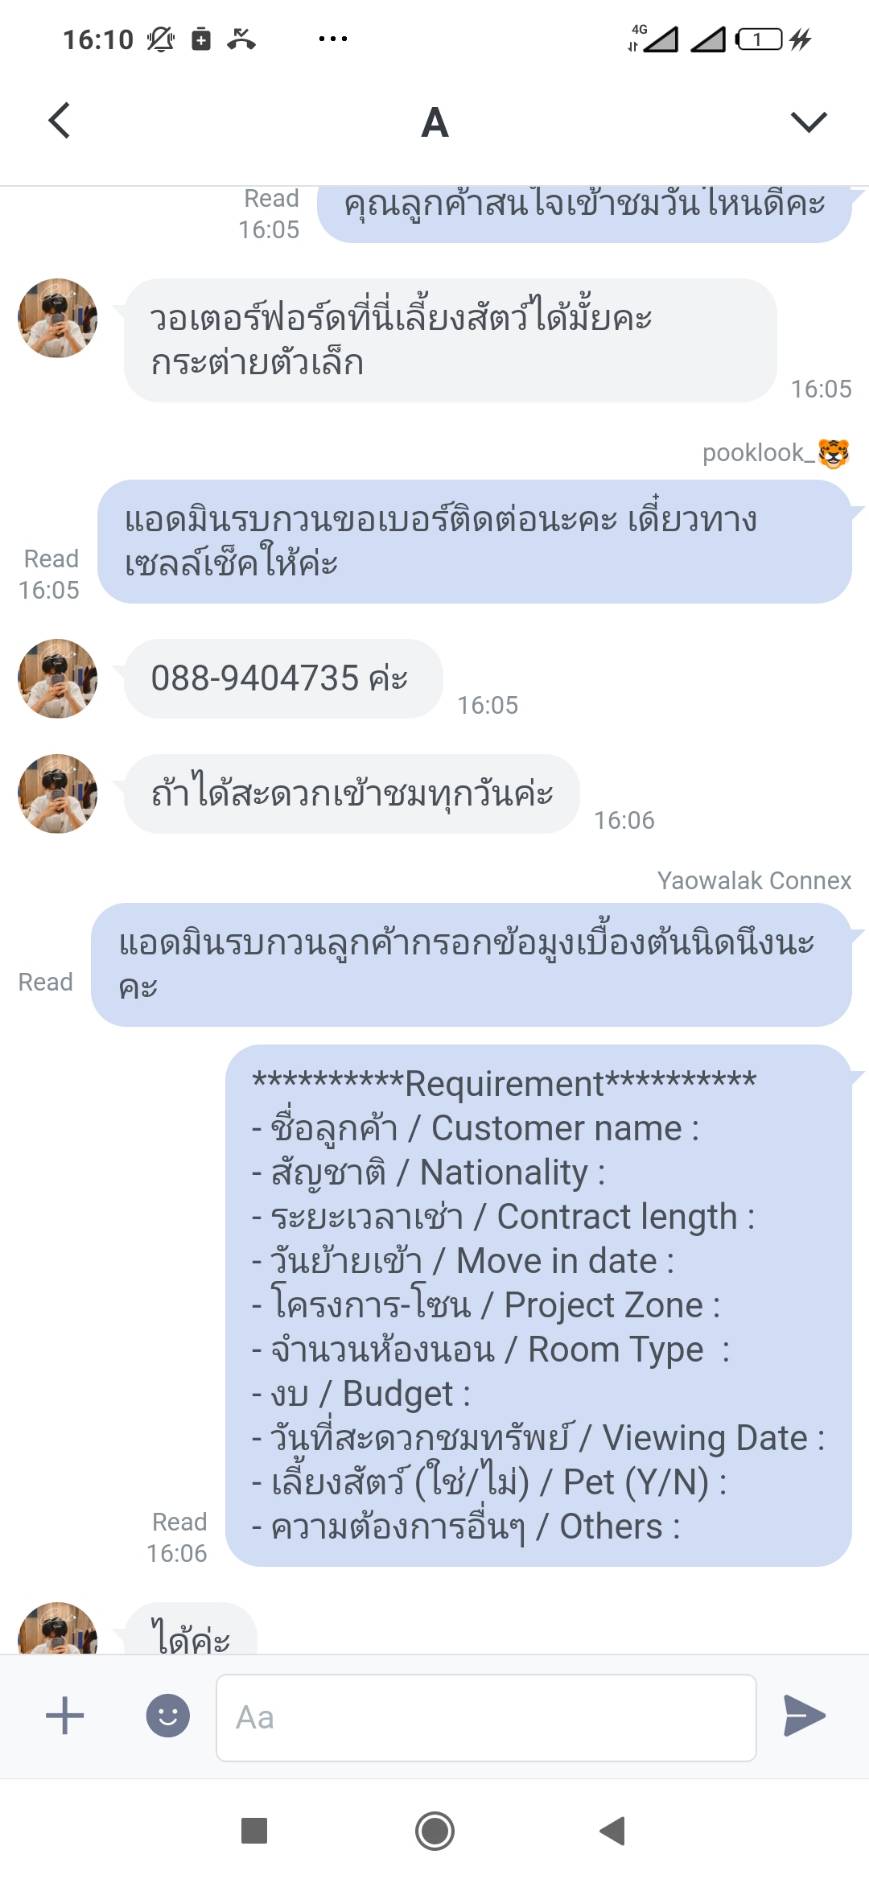 16:10
4G
1
A
Read
16:05
คุณลูกค้าสนใจเข้าชมวันไหนดีคะ
วอเตอร์ฟอร์ดที่นี่เลี้ยงสัตว์ได้มั้ยคะ
กระต่ายตัวเล็ก
16:05
pooklook_🐯
แอดมินรบกวนขอเบอร์ติดต่อนะคะ เดี๋ยวทาง
เซลล์เช็คให้ค่ะ
Read
16:05
088-9404735 ค่ะ
16:05
ถ้าได้สะดวกเข้าชมทุกวันค่ะ
16:06
Yaowalak Connex
แอดมินรบกวนลูกค้ากรอกข้อมูงเบื้องต้นนิดนึงนะ
คะ
Read
**********Requirement**********
- ชื่อลูกค้า / Customer name :
- สัญชาติ / Nationality :
- ระยะเวลาเช่า / Contract length :
- วันย้ายเข้า / Move in date :
- โครงการ-โซน / Project Zone :
- จำนวนห้องนอน / Room Type  :
- งบ / Budget :
- วันที่สะดวกชมทรัพย์ / Viewing Date :
- เลี้ยงสัตว์ (ใช่/ไม่) / Pet (Y/N) :
- ความต้องการอื่นๆ / Others :
Read
16:06
ได้ค่ะ
Aa